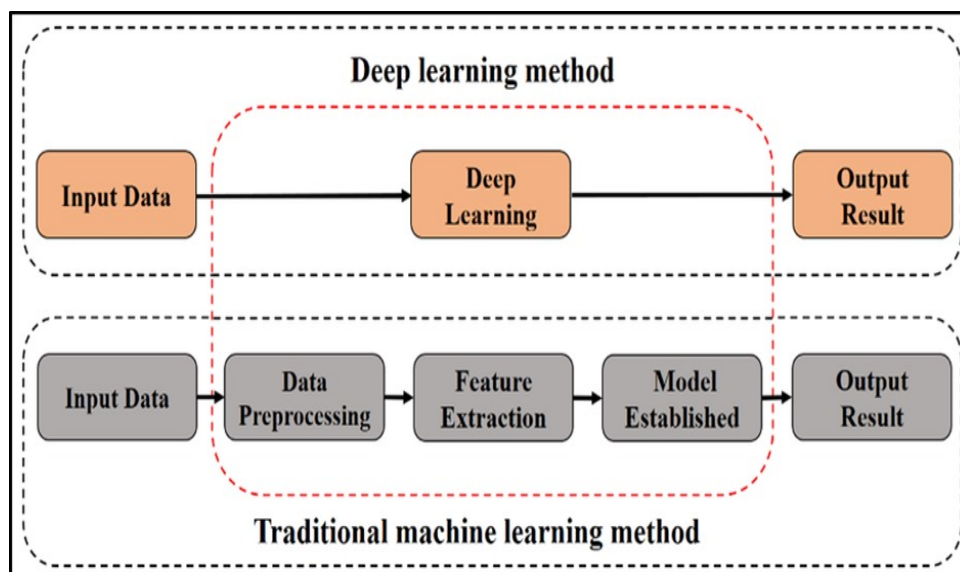 Deep learning method
Input Data
Deep
Learning
Output
Result
Input Data
Data
Preprocessing
Feature
Extraction
Model
Established
Output
Result
Traditional machine learning method